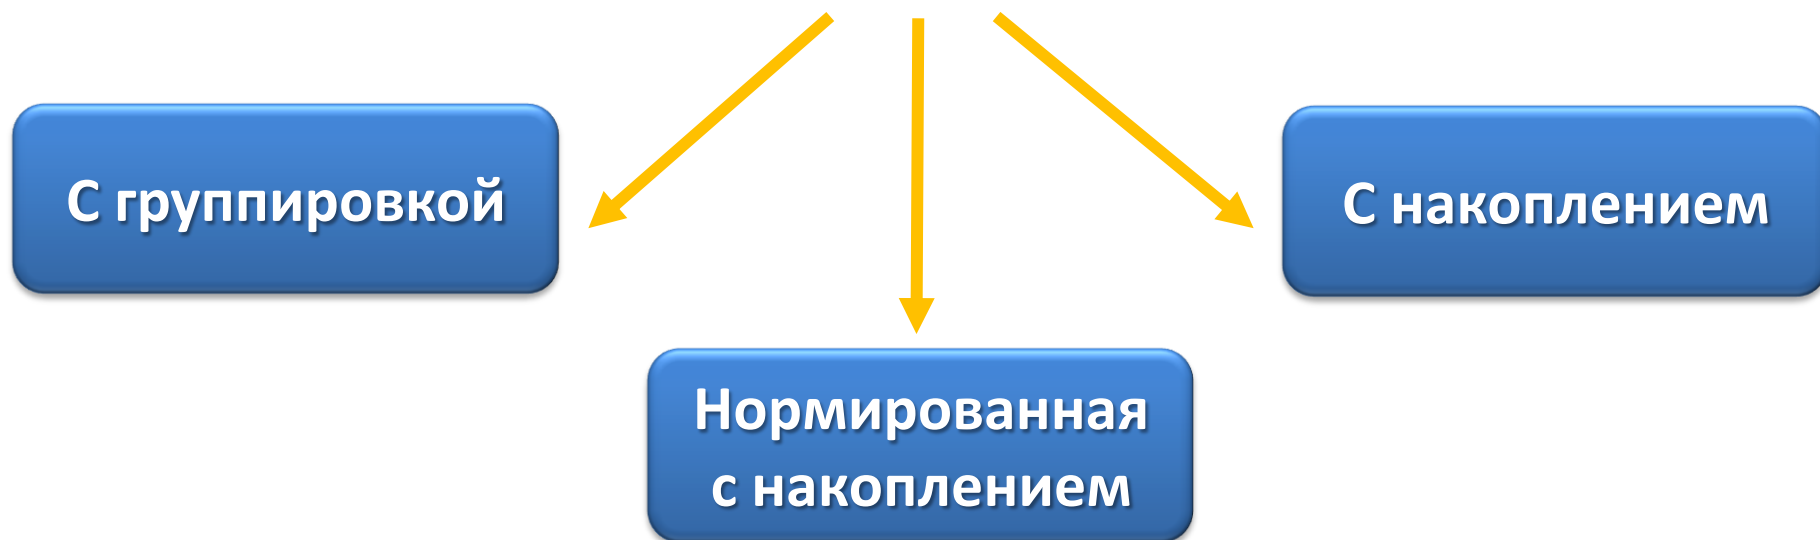 С группировкой
С накоплением
Нормированная
с накоплением